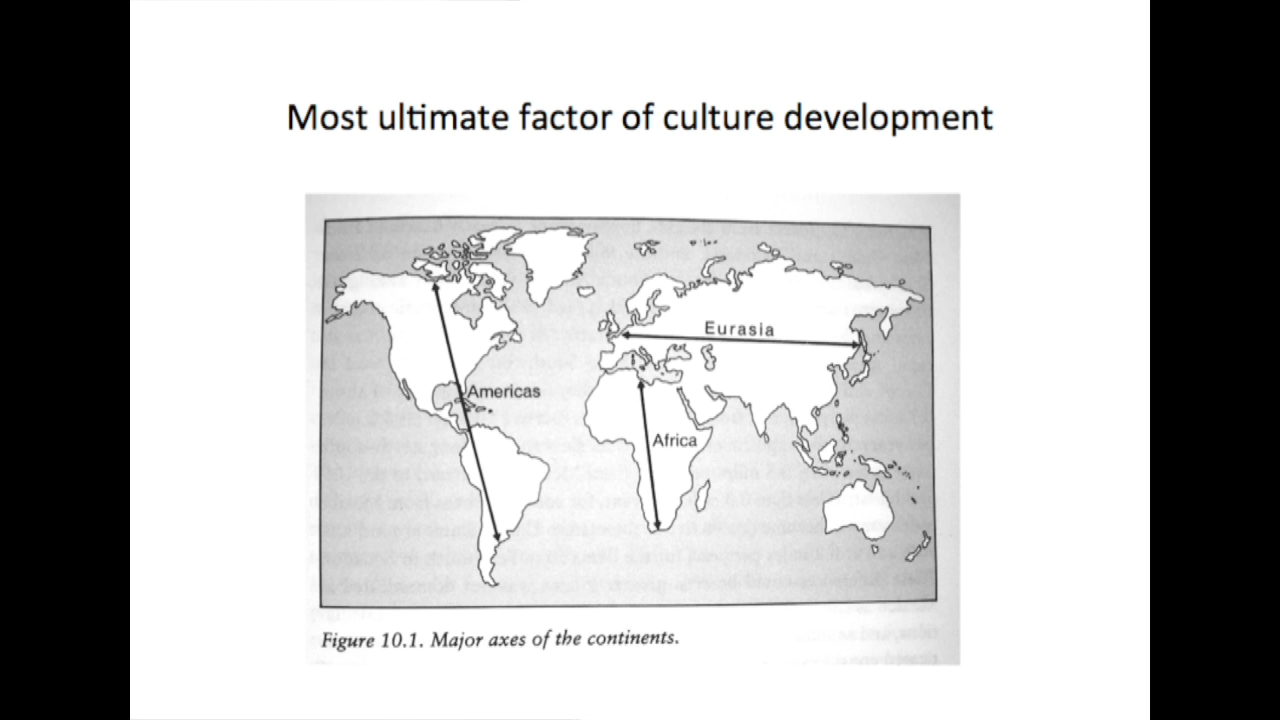 Most ultimate factor of culture development
Eurasia
Americas
Africa
Figure 10.1. Major axes of the continents.